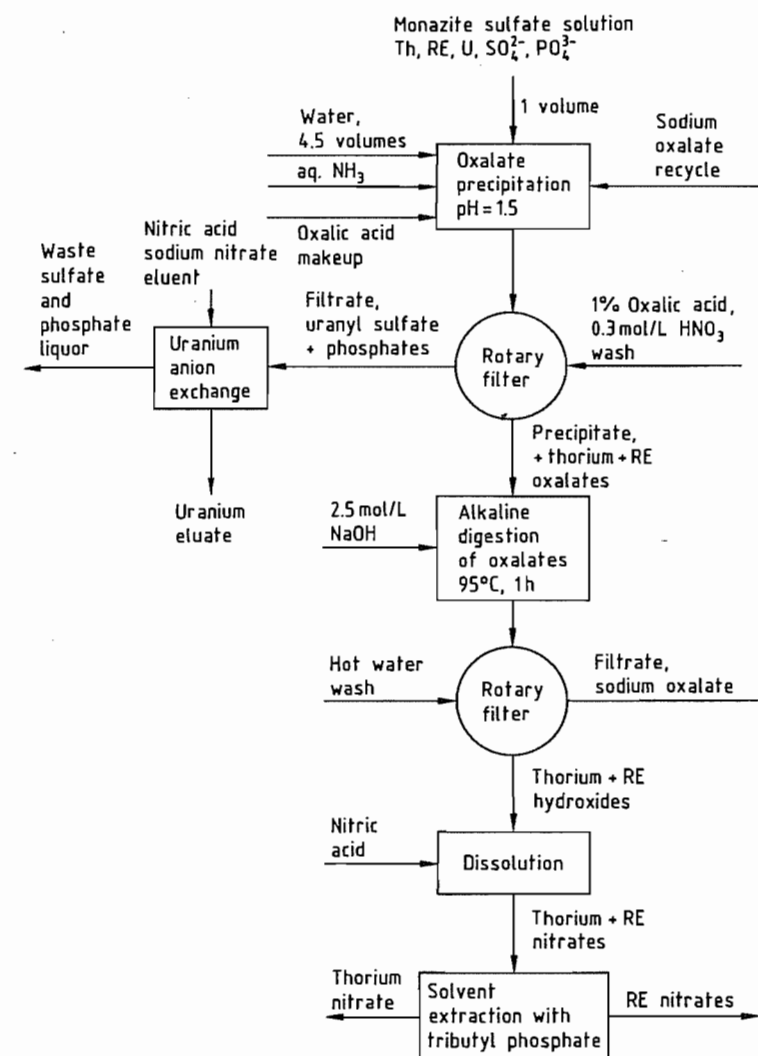 Monazite sulfate solution
Th, RE, U, SO₄²⁻, PO₄³⁻
1 volume
Water,
4.5 volumes
aq. NH₃
Oxalic acid
makeup
Oxalate
precipitation
pH = 1.5
Sodium
oxalate
recycle
Nitric acid
sodium nitrate
eluent
Waste
sulfate
and
phosphate
liquor
Uranium
anion
exchange
Filtrate,
uranyl sulfate
+ phosphates
Rotary
filter
1% Oxalic acid,
0.3 mol/L HNO₃
wash
Uranium
eluate
Precipitate,
+ thorium + RE
oxalates
2.5 mol/L
NaOH
Alkaline
digestion
of oxalates
95°C, 1h
Hot water
wash
Rotary
filter
Filtrate,
sodium oxalate
Thorium + RE
hydroxides
Nitric
acid
Dissolution
Thorium + RE
nitrates
Thorium
nitrate
Solvent
extraction with
tributyl phosphate
RE nitrates